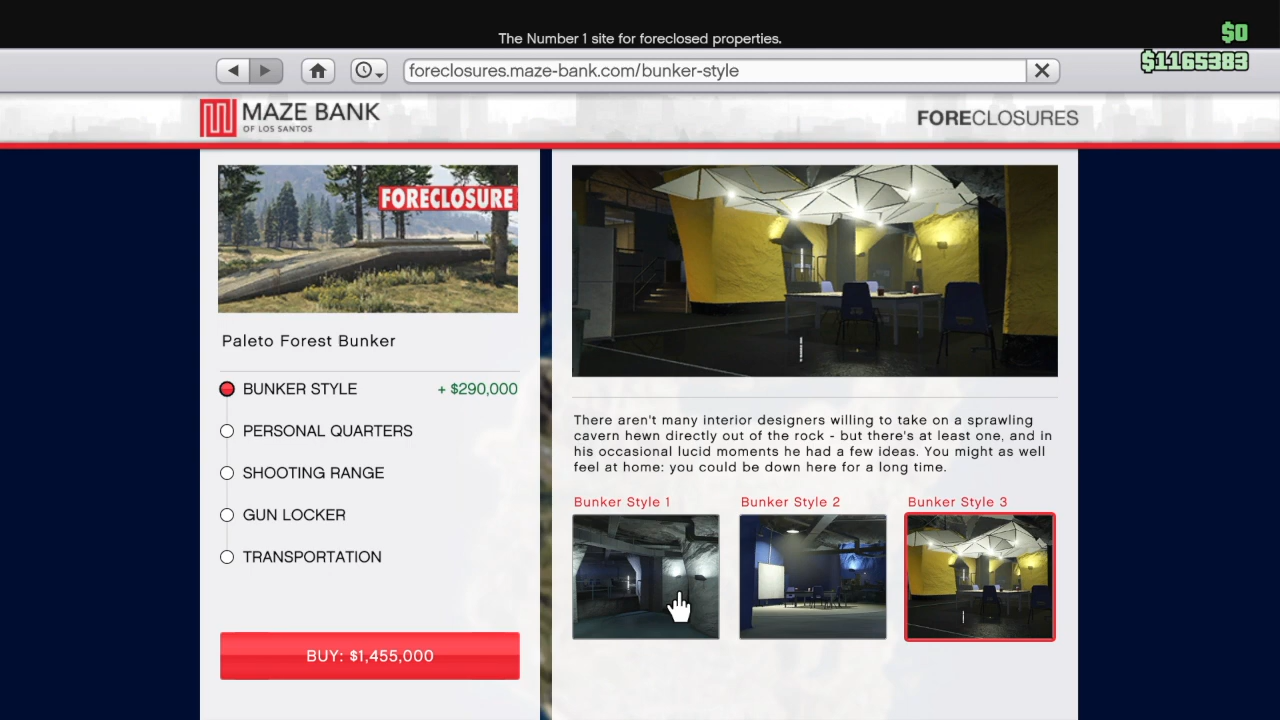 The Number 1 site for foreclosed properties.
$0
$1165383
foreclosures.maze-bank.com/bunker-style
MAZE BANK
OF LOS SANTOS
FORECLOSURES
FORECLOSURE
Paleto Forest Bunker
BUNKER STYLE + $290,000
PERSONAL QUARTERS
SHOOTING RANGE
GUN LOCKER
TRANSPORTATION
BUY: $1,455,000
There aren't many interior designers willing to take on a sprawling
cavern hewn directly out of the rock - but there's at least one, and in
his occasional lucid moments he had a few ideas. You might as well
feel at home: you could be down here for a long time.
Bunker Style 1
Bunker Style 2
Bunker Style 3